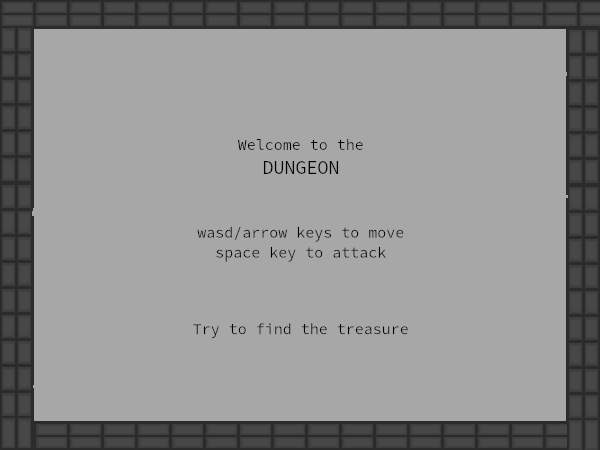 Welcome to the
DUNGEON
wasd/arrow keys to move
space key to attack
Try to find the treasure